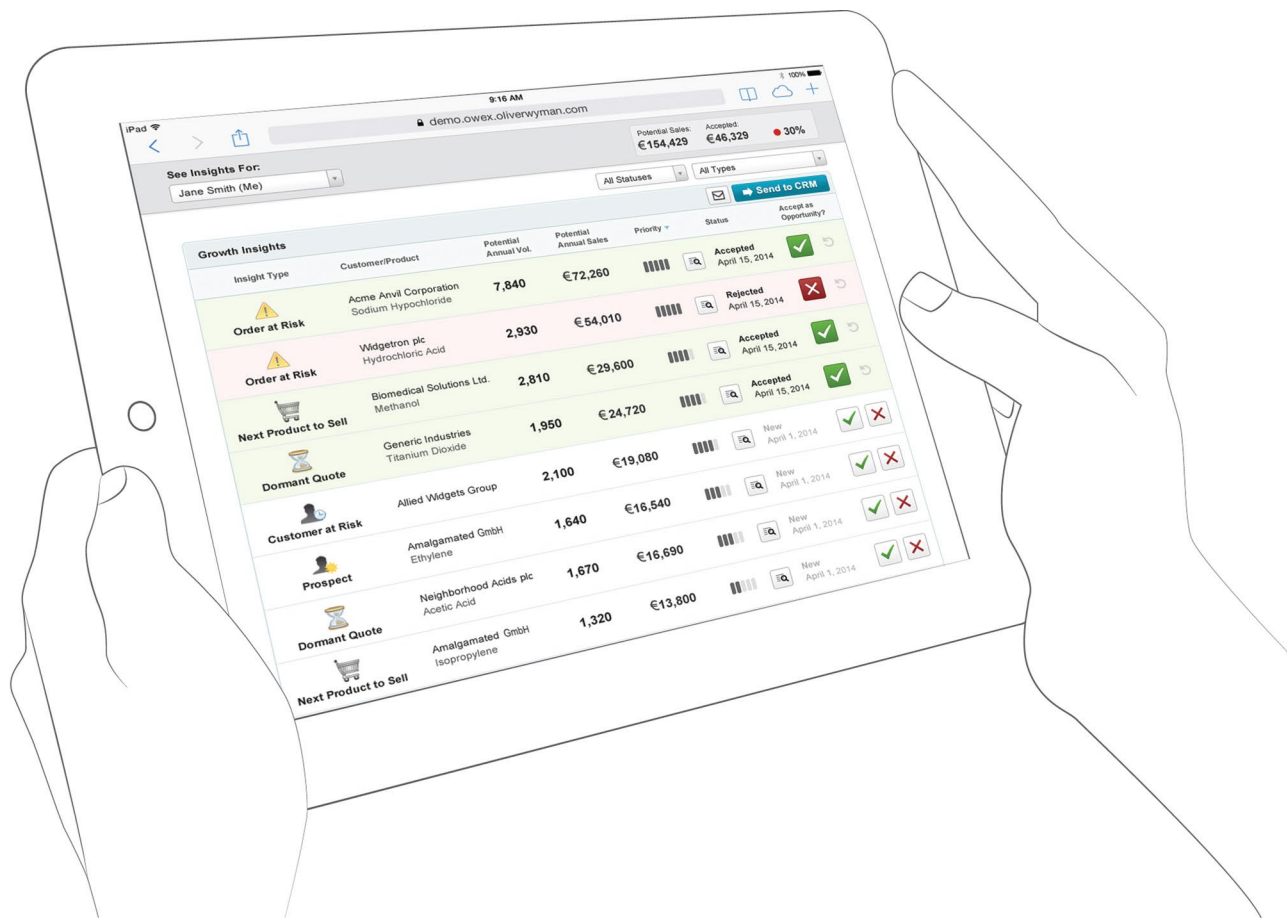 iPad
9:16 AM
100%
demo.owex.oliverwyman.com
See Insights For:
Jane Smith (Me)
Potential Sales: Accepted:
€154,429 €46,329 30%
All Statuses All Types
Send to CRM
Growth Insights
Insight Type Customer/Product Potential Annual Vol. Potential Annual Sales Priority Status Accept as Opportunity?
Order at Risk
Acme Anvil Corporation
Sodium Hypochloride
7,840 €72,260
Accepted
April 15, 2014
Order at Risk
Widgetron plc
Hydrochloric Acid
2,930 €54,010
Rejected
April 15, 2014
Next Product to Sell
Biomedical Solutions Ltd.
Methanol
2,810 €29,600
Accepted
April 15, 2014
Dormant Quote
Generic Industries
Titanium Dioxide
1,950 €24,720
Accepted
April 15, 2014
Customer at Risk
Allied Widgets Group
2,100 €19,080
New
April 1, 2014
Prospect
Amalgamated GmbH
Ethylene
1,640 €16,540
New
April 1, 2014
Dormant Quote
Neighborhood Acids plc
Acetic Acid
1,670 €16,690
New
April 1, 2014
Next Product to Sell
Amalgamated GmbH
Isopropylene
1,320 €13,800
New
April 1, 2014